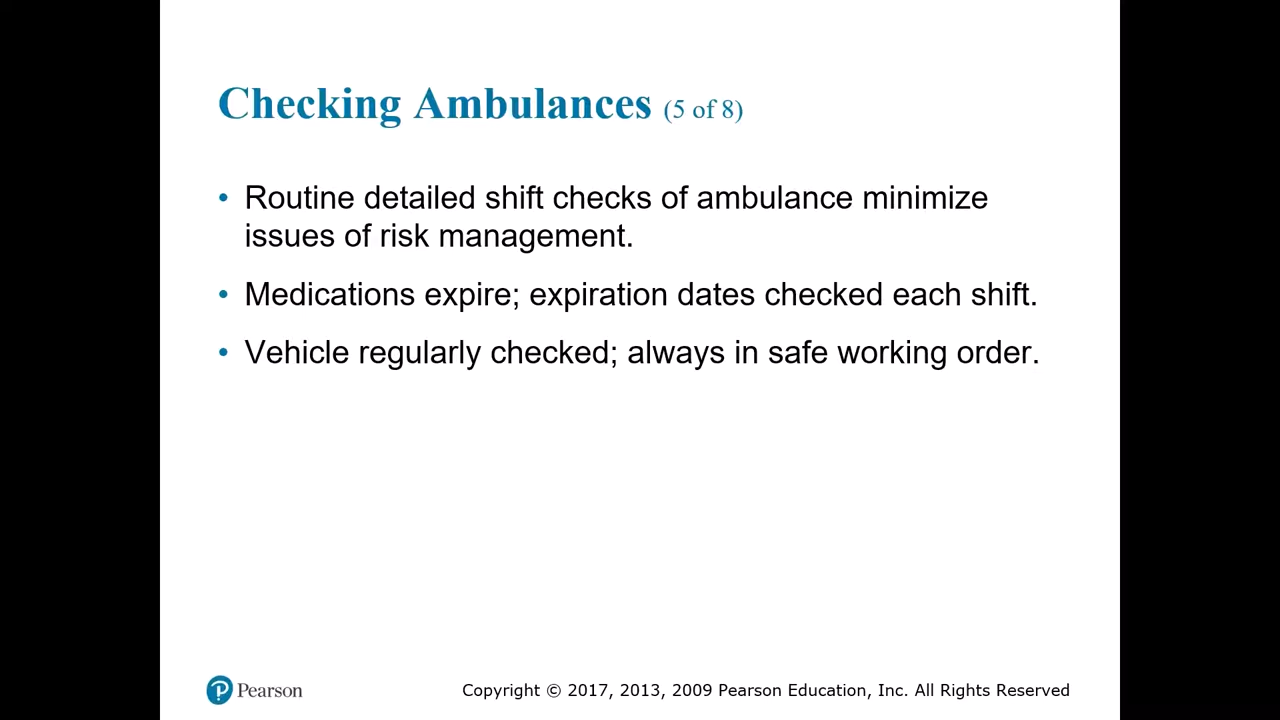 Checking Ambulances (5 of 8)
• Routine detailed shift checks of ambulance minimize
issues of risk management.
• Medications expire; expiration dates checked each shift.
• Vehicle regularly checked; always in safe working order.
Pearson
Copyright © 2017, 2013, 2009 Pearson Education, Inc. All Rights Reserved